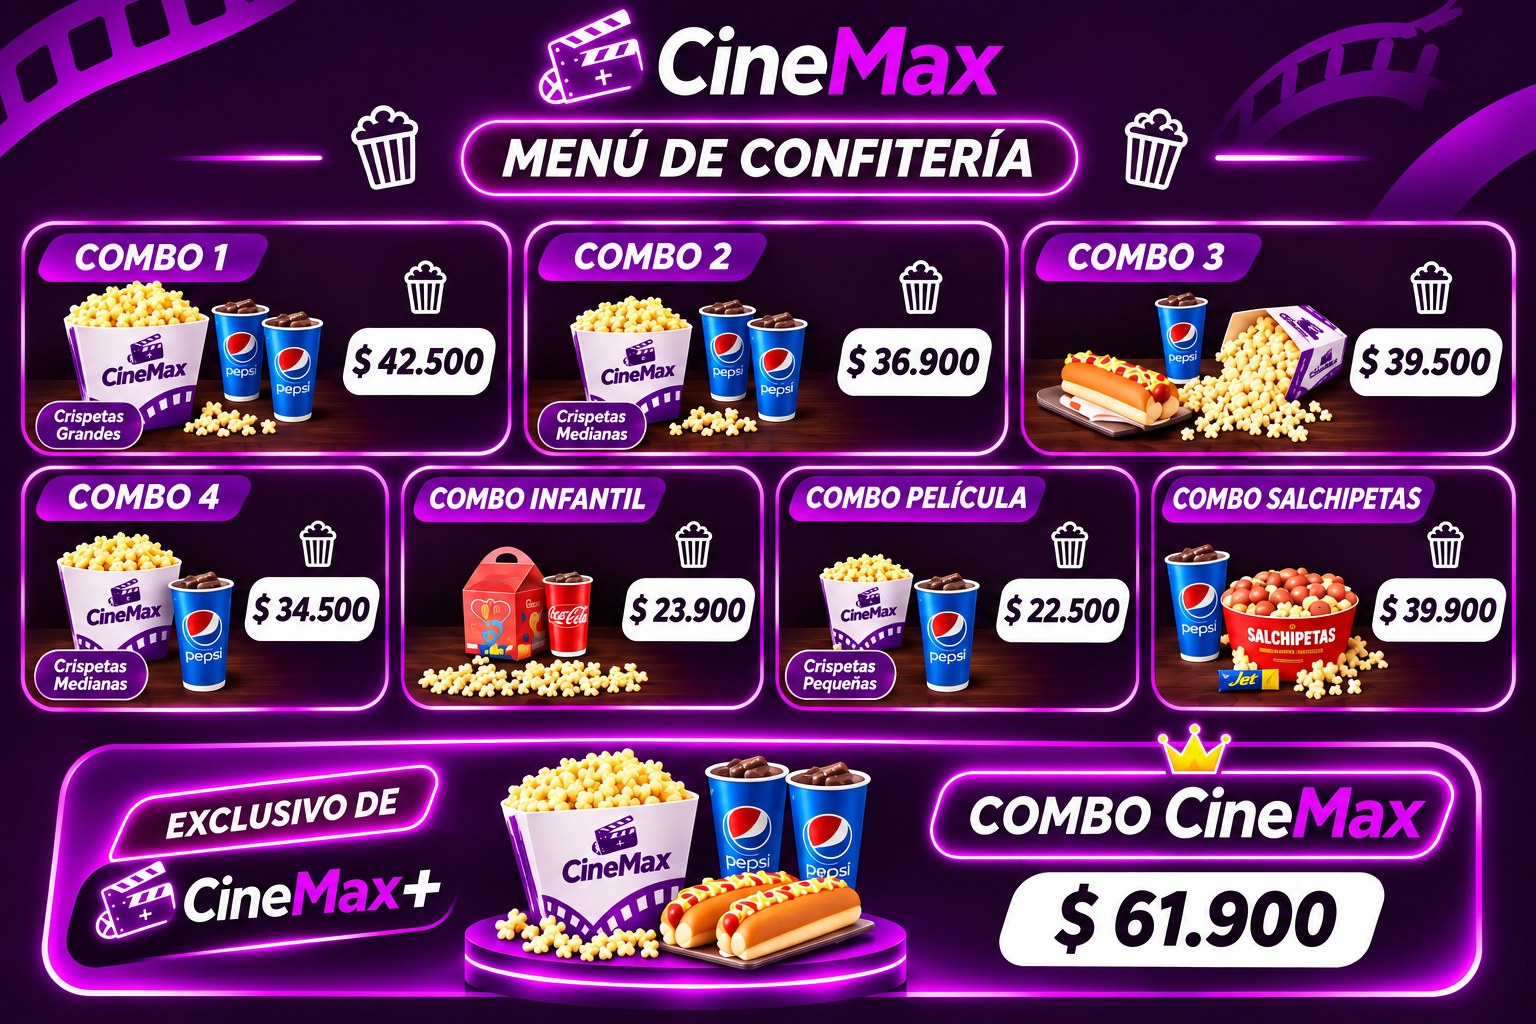 CineMax
MENÚ DE CONFITERÍA
COMBO 1
$ 42.500
CineMax
pepsi
pepsi
Crispetas
Grandes
COMBO 2
$ 36.900
CineMax
pepsi
pepsi
Crispetas
Medianas
COMBO 3
$ 39.500
pepsi
COMBO 4
$ 34.500
CineMax
pepsi
Crispetas
Medianas
COMBO INFANTIL
$ 23.900
Coca-Cola
COMBO PELÍCULA
$ 22.500
CineMax
pepsi
Crispetas
Pequeñas
COMBO SALCHIPETAS
$ 39.900
pepsi
SALCHIPETAS
Jet
EXCLUSIVO DE
CineMax+
CineMax
pepsi
pepsi
COMBO CineMax
$ 61.900